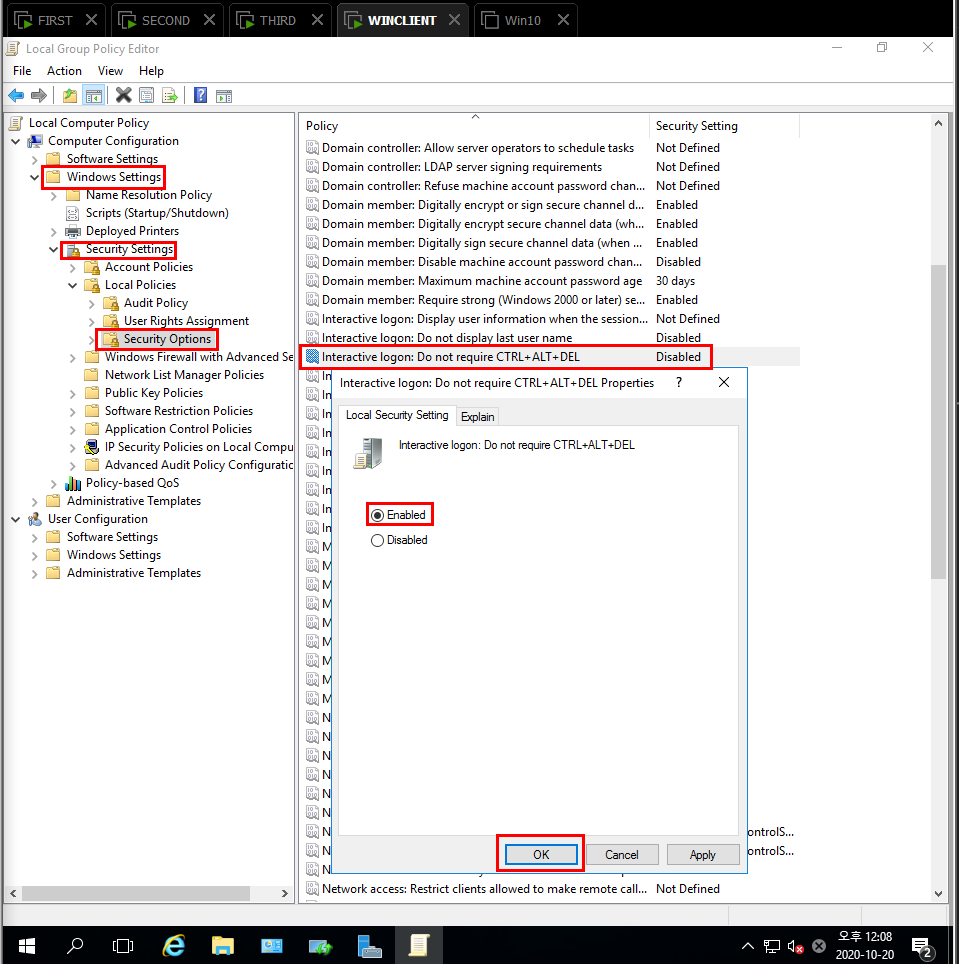 FIRST
SECOND
THIRD
WINCLIENT
Win10
Local Group Policy Editor
File Action View Help
Local Computer Policy
Computer Configuration
Software Settings
Windows Settings
Name Resolution Policy
Scripts (Startup/Shutdown)
Deployed Printers
Security Settings
Account Policies
Local Policies
Audit Policy
User Rights Assignment
Security Options
Windows Firewall with Advanced Se
Network List Manager Policies
Public Key Policies
Software Restriction Policies
Application Control Policies
IP Security Policies on Local Compu
Advanced Audit Policy Configuratic
Policy-based QoS
Administrative Templates
User Configuration
Software Settings
Windows Settings
Administrative Templates
Policy Security Setting
Domain controller: Allow server operators to schedule tasks Not Defined
Domain controller: LDAP server signing requirements Not Defined
Domain controller: Refuse machine account password chan... Not Defined
Domain member: Digitally encrypt or sign secure channel d... Enabled
Domain member: Digitally encrypt secure channel data (wh... Enabled
Domain member: Digitally sign secure channel data (when ... Enabled
Domain member: Disable machine account password chan... Disabled
Domain member: Maximum machine account password age 30 days
Domain member: Require strong (Windows 2000 or later) se... Enabled
Interactive logon: Display user information when the session... Not Defined
Interactive logon: Do not display last user name Disabled
Interactive logon: Do not require CTRL+ALT+DEL Disabled
In
In
In
In
In
In
In
In
In
M
M
M
M
M
M
M
M
M
N
N
N
N
N
N
N ontrolS...
N ontrolS...
N
Network access: Restrict clients allowed to make remote call... Not Defined
Interactive logon: Do not require CTRL+ALT+DEL Properties ?
Local Security Setting Explain
Interactive logon: Do not require CTRL+ALT+DEL
Enabled
Disabled
OK Cancel Apply
오후 12:08
2020-10-20
2